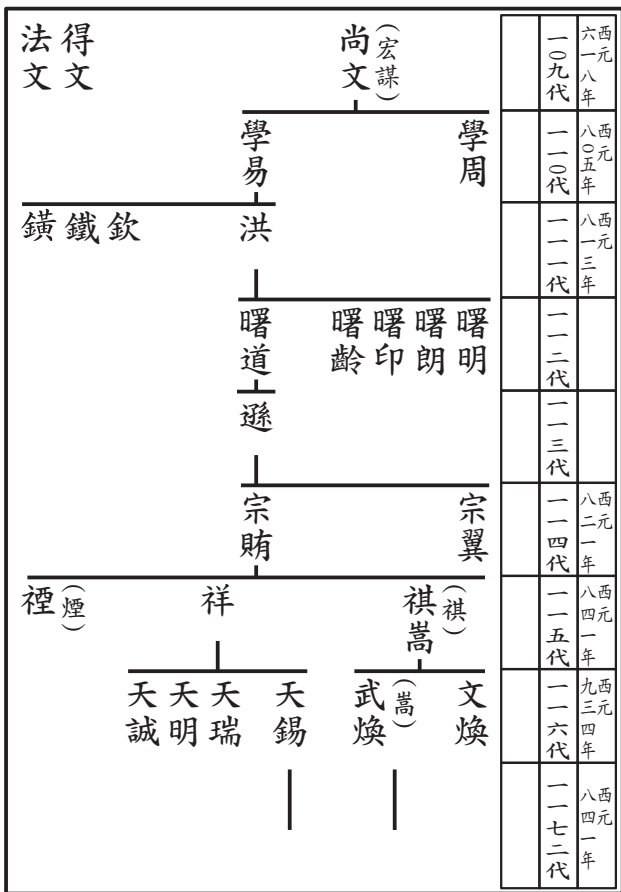 西元六一八年
一０九代
尚文
(宏謀)
得文
法文
西元八０五年
一一０代
學周
學易
西元八一三年
一一一代
洪
欽
鐵
鐄
一一二代
曙明
曙朗
曙印
曙齡
曙道
一一三代
遜
西元八二一年
一一四代
宗翼
宗賄
西元八四一年
一一五代
(祺)
祺嵩
祥
禋
(煙)
西元九三四年
一一六代
文煥
(嵩)
武煥
天錫
天瑞
天明
天誠
西元八四一年
一一七二代